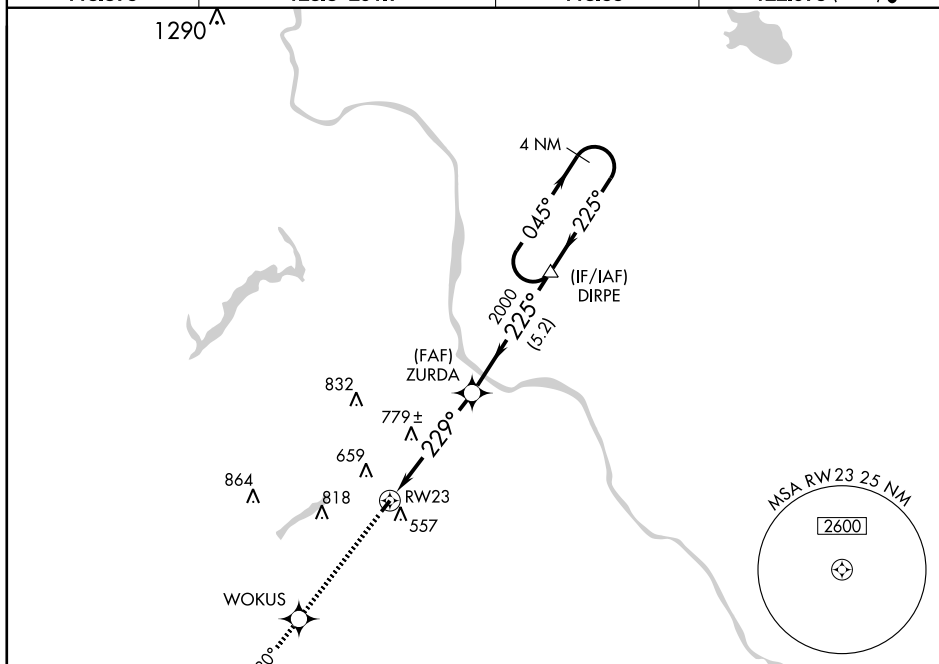 1290
4 NM
045°
225°
(IF/IAF)
DIRPE
2000
225°
(5.2)
(FAF)
ZURDA
832
779±
229°
659
864
818
RW23
557
MSA RW23 25 NM
2600
WOKUS